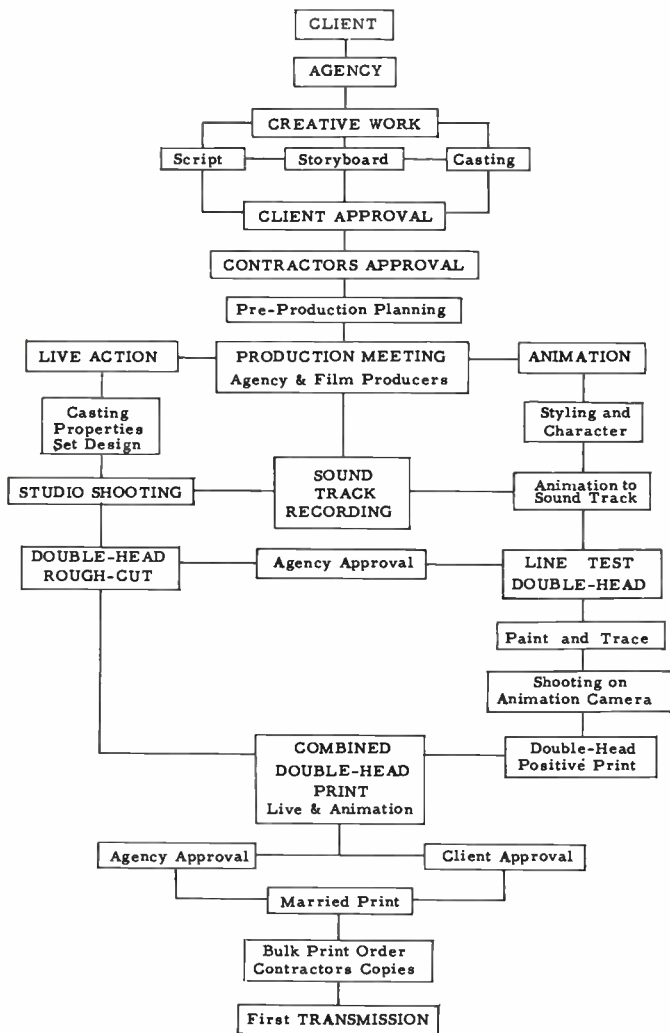 CLIENT
AGENCY
CREATIVE WORK
Script
Storyboard
Casting
CLIENT APPROVAL
CONTRACTORS APPROVAL
Pre-Production Planning
LIVE ACTION
PRODUCTION MEETING
Agency & Film Producers
ANIMATION
Casting
Properties
Set Design
Styling and
Character
STUDIO SHOOTING
SOUND
TRACK
RECORDING
Animation to
Sound Track
DOUBLE-HEAD
ROUGH-CUT
Agency Approval
LINE TEST
DOUBLE-HEAD
Paint and Trace
Shooting on
Animation Camera
COMBINED
DOUBLE-HEAD
PRINT
Live & Animation
Double-Head
Positive Print
Agency Approval
Client Approval
Married Print
Bulk Print Order
Contractors Copies
First TRANSMISSION